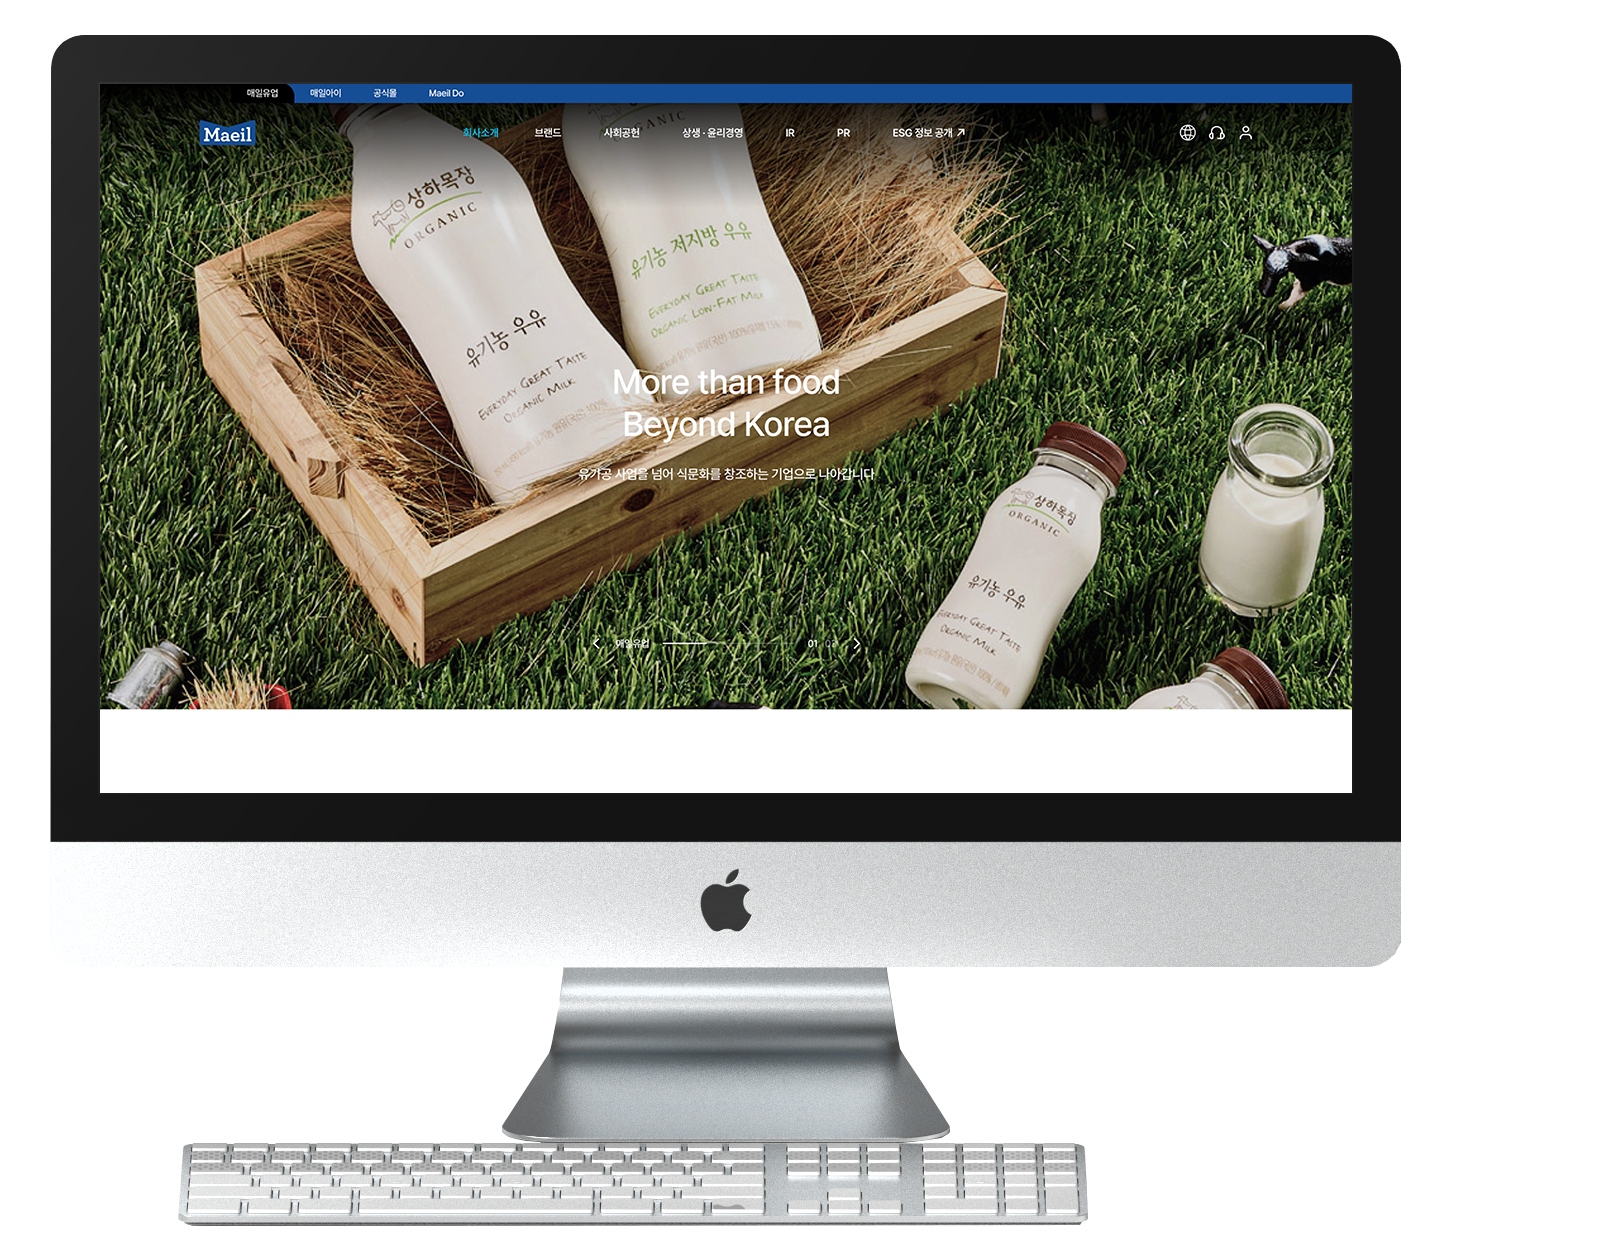 매일유업 매일아이 공식몰 Maeil Do
Maeil 회사소개 브랜드 사회공헌 상생·윤리경영 IR PR ESG 정보 공개
ORGANIC
상하목장
ORGANIC
유기농 우유
EVERYDAY GREAT TASTE
ORGANIC MILK
유기농 저지방 우유
EVERYDAY GREAT TASTE
ORGANIC LOW-FAT MILK
More than food
Beyond Korea
유가공 사업을 넘어 식문화를 창조하는 기업으로 나아갑니다
상하목장
ORGANIC
유기농 우유
EVERYDAY GREAT TASTE
ORGANIC MILK
매일유업 01 02